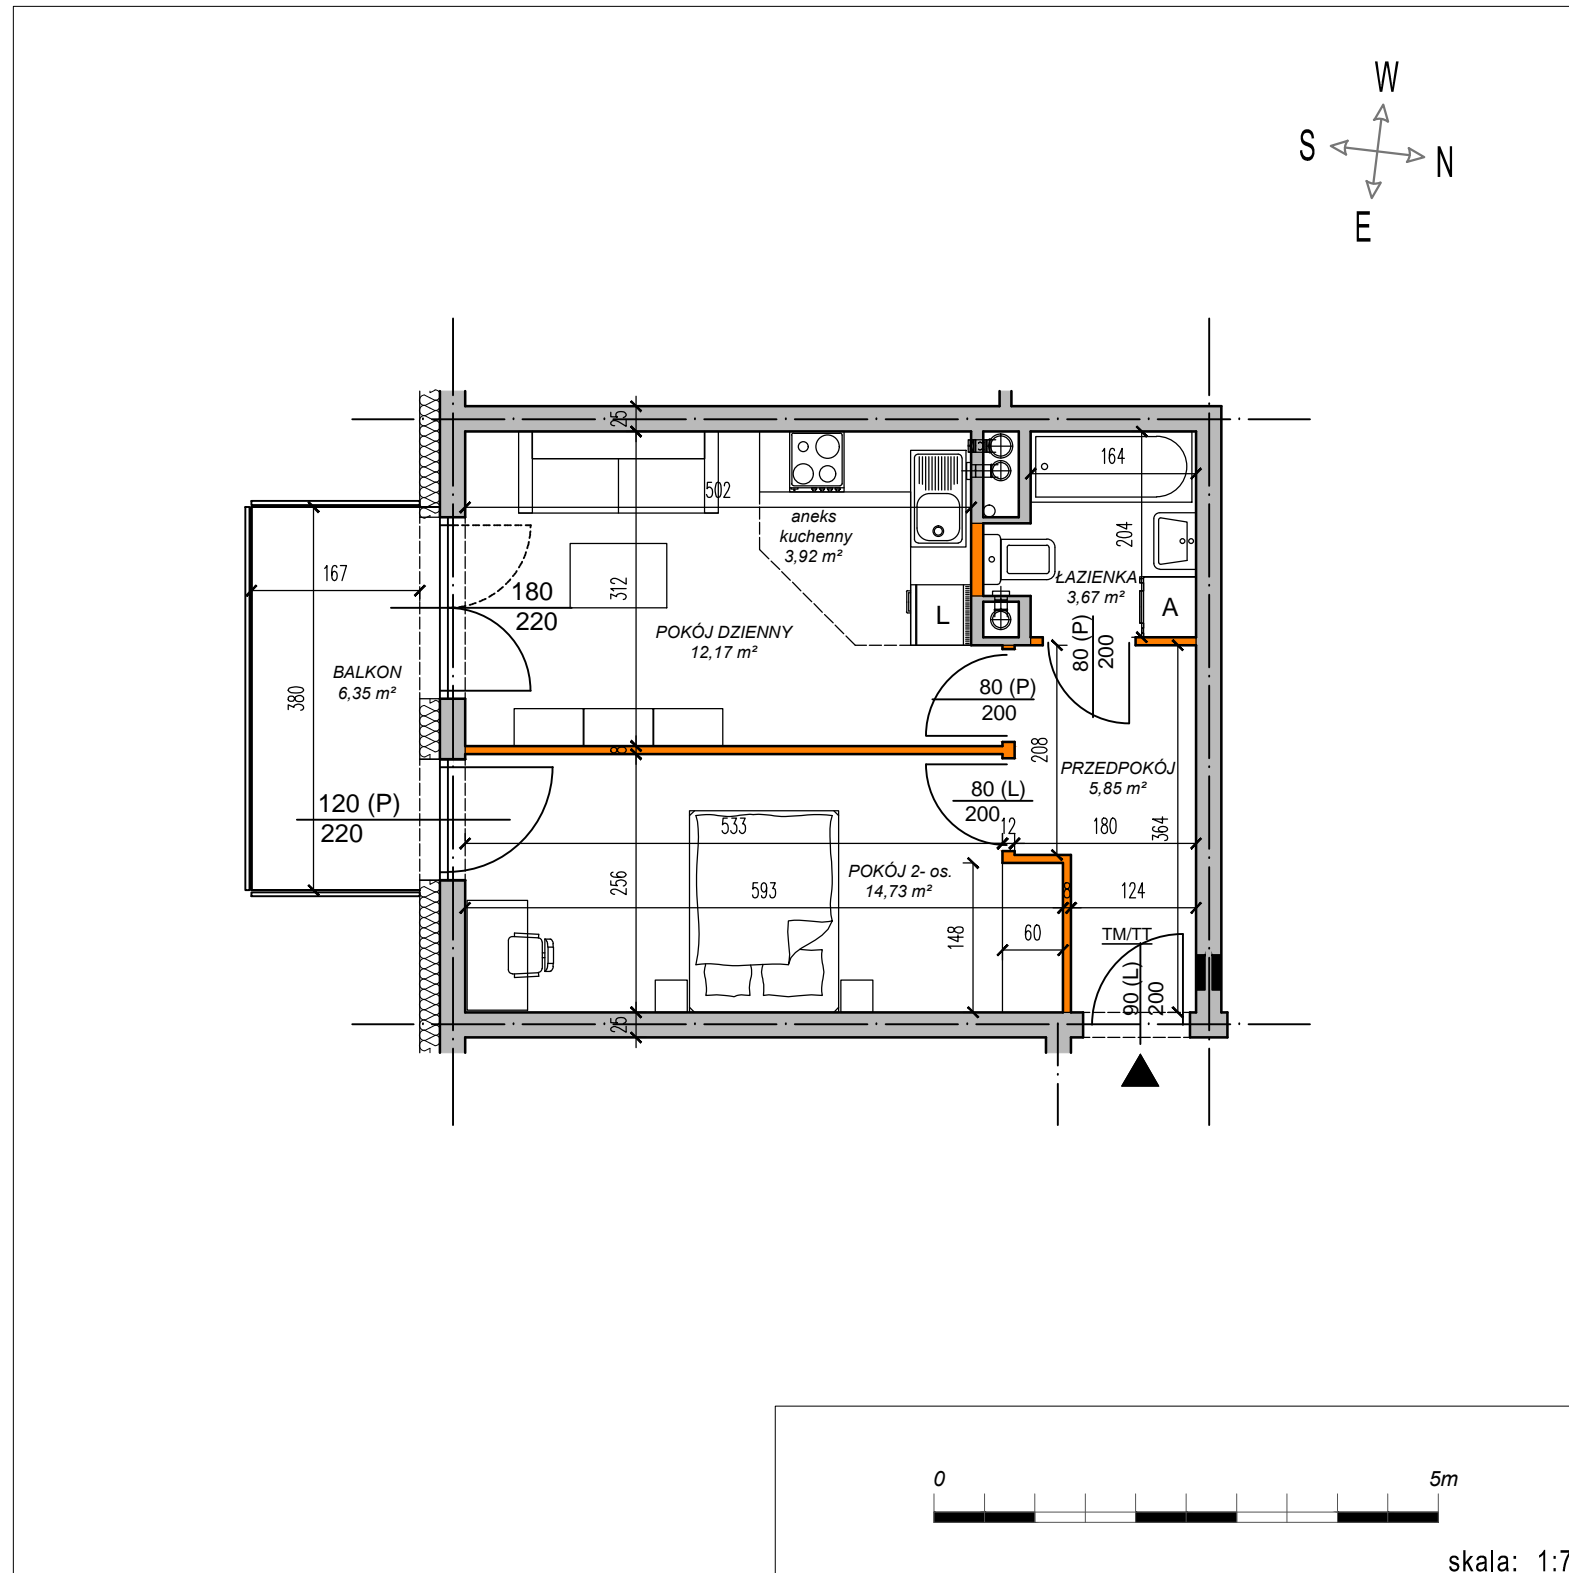 W
S
N
E
25
164
502
aneks
kuchenny
3,92 m²
204
167
180
220
312
ŁAZIENKA
3,67 m²
A
L
POKÓJ DZIENNY
12,17 m²
80 (P)
200
BALKON
6,35 m²
380
80 (P)
200
8
208
PRZEDPOKÓJ
5,85 m²
120 (P)
220
80 (L)
200
533
12
180
364
256
POKÓJ 2- os.
14,73 m²
593
8
124
148
60
TM/TT
90 (L)
200
25
0
5m
skala: 1:7